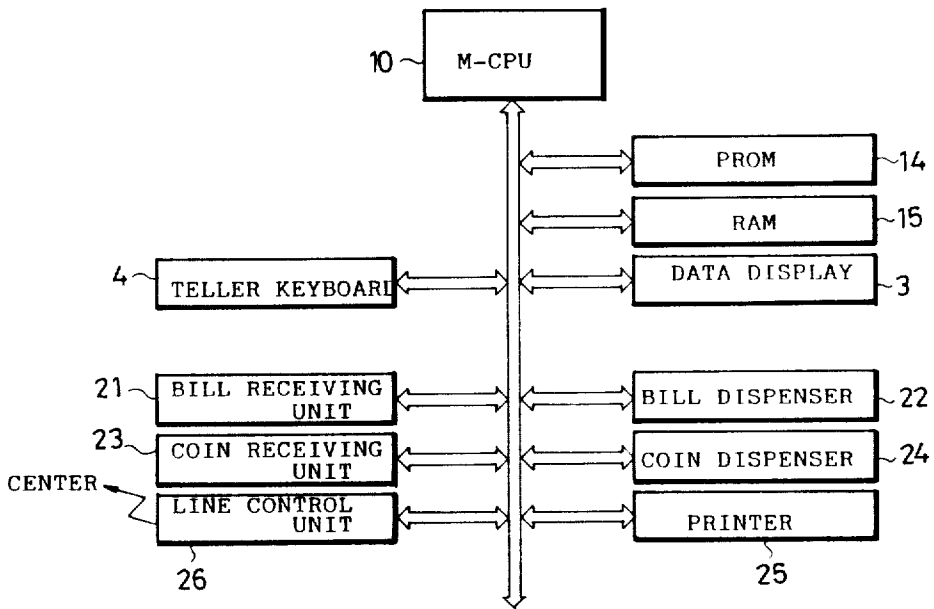 10 M-CPU
PROM 14
RAM 15
4 TELLER KEYBOARD
DATA DISPLAY 3
21 BILL RECEIVING
UNIT
BILL DISPENSER 22
23 COIN RECEIVING
UNIT
COIN DISPENSER 24
CENTER
LINE CONTROL
UNIT
26
PRINTER
25